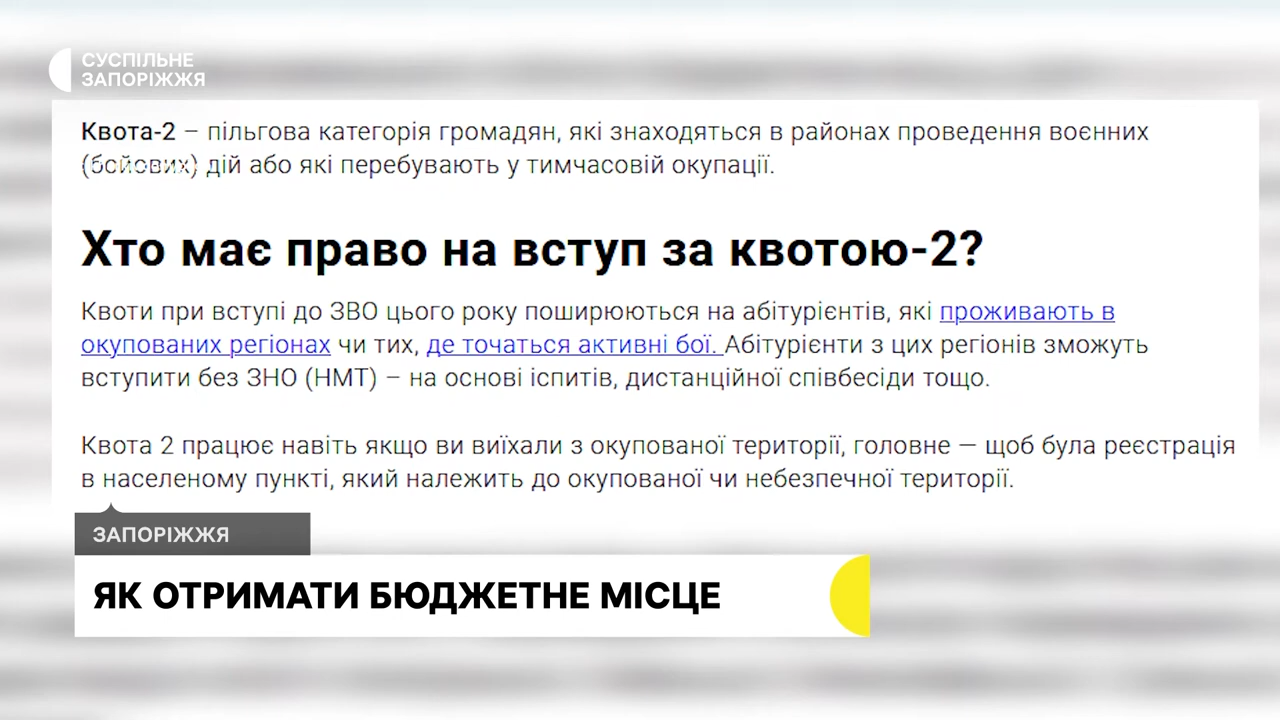 СУСПІЛЬНЕ
ЗАПОРІЖЖЯ
Квота-2 – пільгова категорія громадян, які знаходяться в районах проведення воєнних
(бойових) дій або які перебувають у тимчасовій окупації.
Хто має право на вступ за квотою-2?
Квоти при вступі до ЗВО цього року поширюються на абітурієнтів, які проживають в
окупованих регіонах чи тих, де точаться активні бої. Абітурієнти з цих регіонів зможуть
вступити без ЗНО (НМТ) – на основі іспитів, дистанційної співбесіди тощо.
Квота 2 працює навіть якщо ви виїхали з окупованої території, головне — щоб була реєстрація
в населеному пункті, який належить до окупованої чи небезпечної території.
ЗАПОРІЖЖЯ
ЯК ОТРИМАТИ БЮДЖЕТНЕ МІСЦЕ